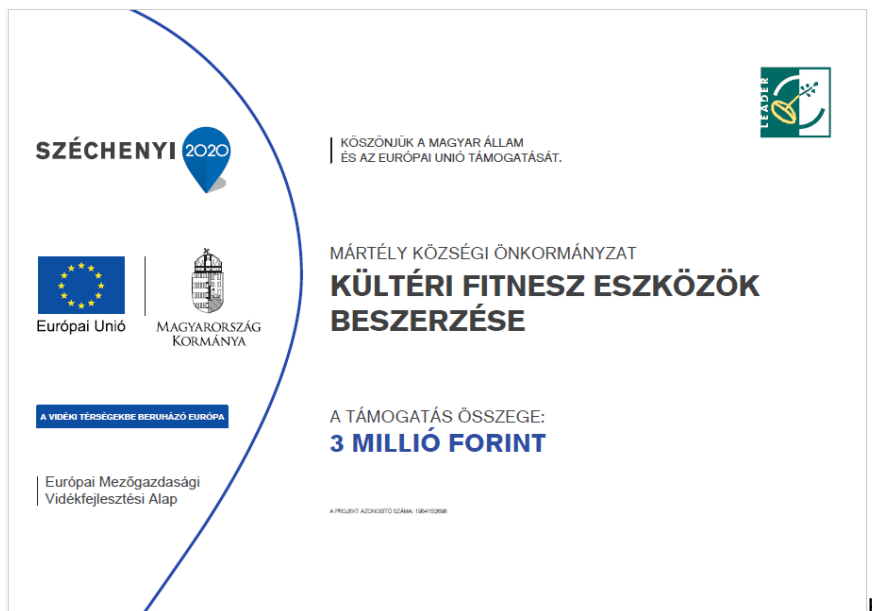 SZÉCHENYI 2020
Európai Unió
MAGYARORSZÁG
KORMÁNYA
A VIDÉKI TÉRSÉGEKBE BERUHÁZÓ EURÓPA
Európai Mezőgazdasági
Vidékfejlesztési Alap
LEADER
KÖSZÖNJÜK A MAGYAR ÁLLAM
ÉS AZ EURÓPAI UNIÓ TÁMOGATÁSÁT.
MÁRTÉLY KÖZSÉGI ÖNKORMÁNYZAT
KÜLTÉRI FITNESZ ESZKÖZÖK
BESZERZÉSE
A TÁMOGATÁS ÖSSZEGE:
3 MILLIÓ FORINT
A PROJEKT AZONOSÍTÓ SZÁMA: